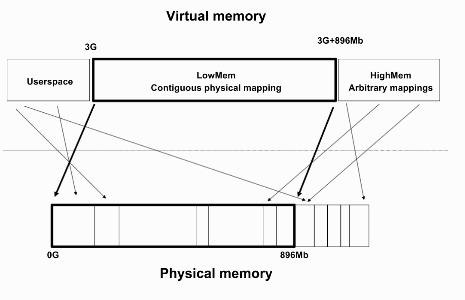 Virtual memory
3G
3G+896Mb
Userspace
LowMem
Contiguous physical mapping
HighMem
Arbitrary mappings
0G
896Mb
Physical memory